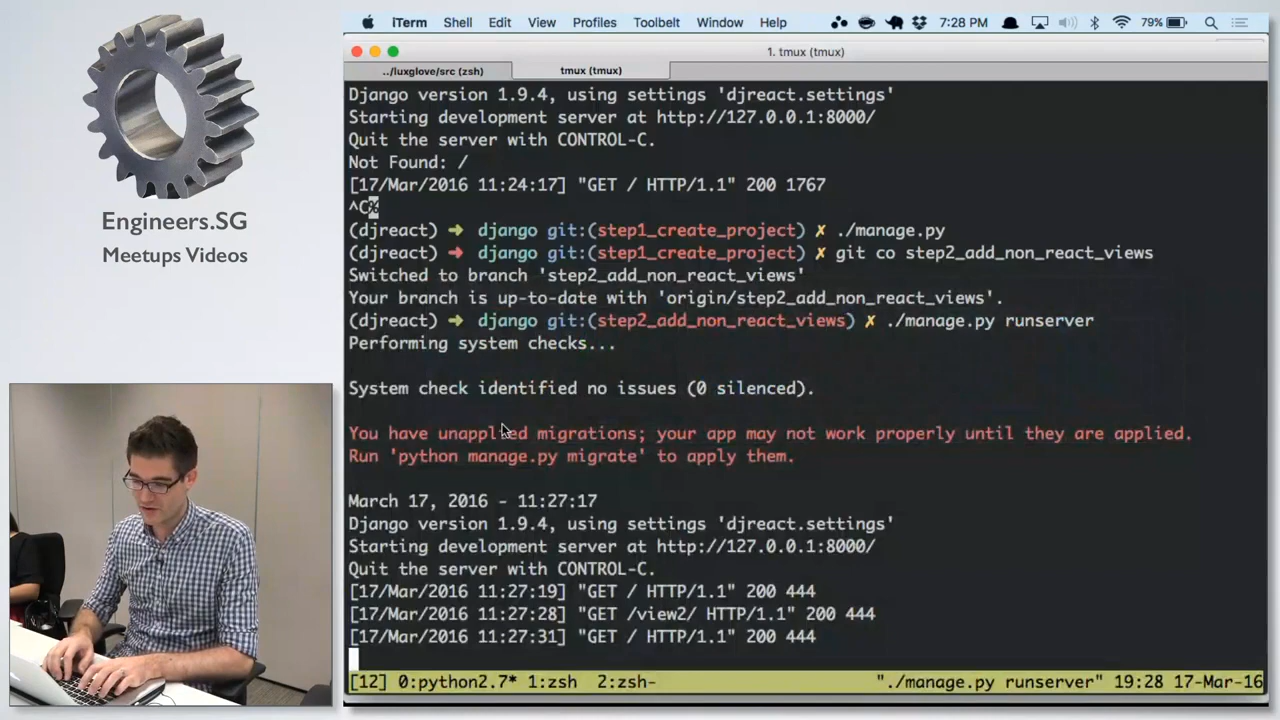 Engineers.SG
Meetups Videos
iTerm Shell Edit View Profiles Toolbelt Window Help 7:28 PM 79%
1. tmux (tmux)
../luxglove/src (zsh) tmux (tmux)
Django version 1.9.4, using settings 'djreact.settings'
Starting development server at http://127.0.0.1:8000/
Quit the server with CONTROL-C.
Not Found: /
[17/Mar/2016 11:24:17] "GET / HTTP/1.1" 200 1767
^C%
(djreact) ➜ django git:(step1_create_project) ✗ ./manage.py
(djreact) ➜ django git:(step1_create_project) ✗ git co step2_add_non_react_views
Switched to branch 'step2_add_non_react_views'
Your branch is up-to-date with 'origin/step2_add_non_react_views'.
(djreact) ➜ django git:(step2_add_non_react_views) ✗ ./manage.py runserver
Performing system checks...
System check identified no issues (0 silenced).
You have unapplied migrations; your app may not work properly until they are applied.
Run 'python manage.py migrate' to apply them.
March 17, 2016 - 11:27:17
Django version 1.9.4, using settings 'djreact.settings'
Starting development server at http://127.0.0.1:8000/
Quit the server with CONTROL-C.
[17/Mar/2016 11:27:19] "GET / HTTP/1.1" 200 444
[17/Mar/2016 11:27:28] "GET /view2/ HTTP/1.1" 200 444
[17/Mar/2016 11:27:31] "GET / HTTP/1.1" 200 444
[12] 0:python2.7* 1:zsh 2:zsh- "./manage.py runserver" 19:28 17-Mar-16